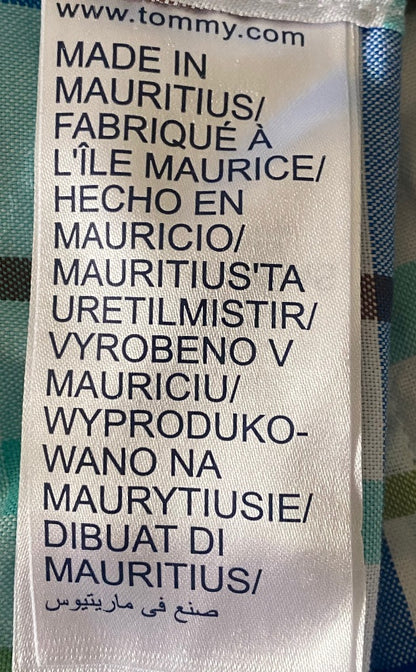 www.tommy.com
MADE IN
MAURITIUS/
FABRIQUÉ À
L'ÎLE MAURICE/
HECHO EN
MAURICIO/
MAURITIUS'TA
URETILMISTIR/
VYROBENO V
MAURICIU/
WYPRODUKO-
WANO NA
MAURYTIUSIE/
DIBUAT DI
MAURITIUS/
صنع فى ماريتيوس